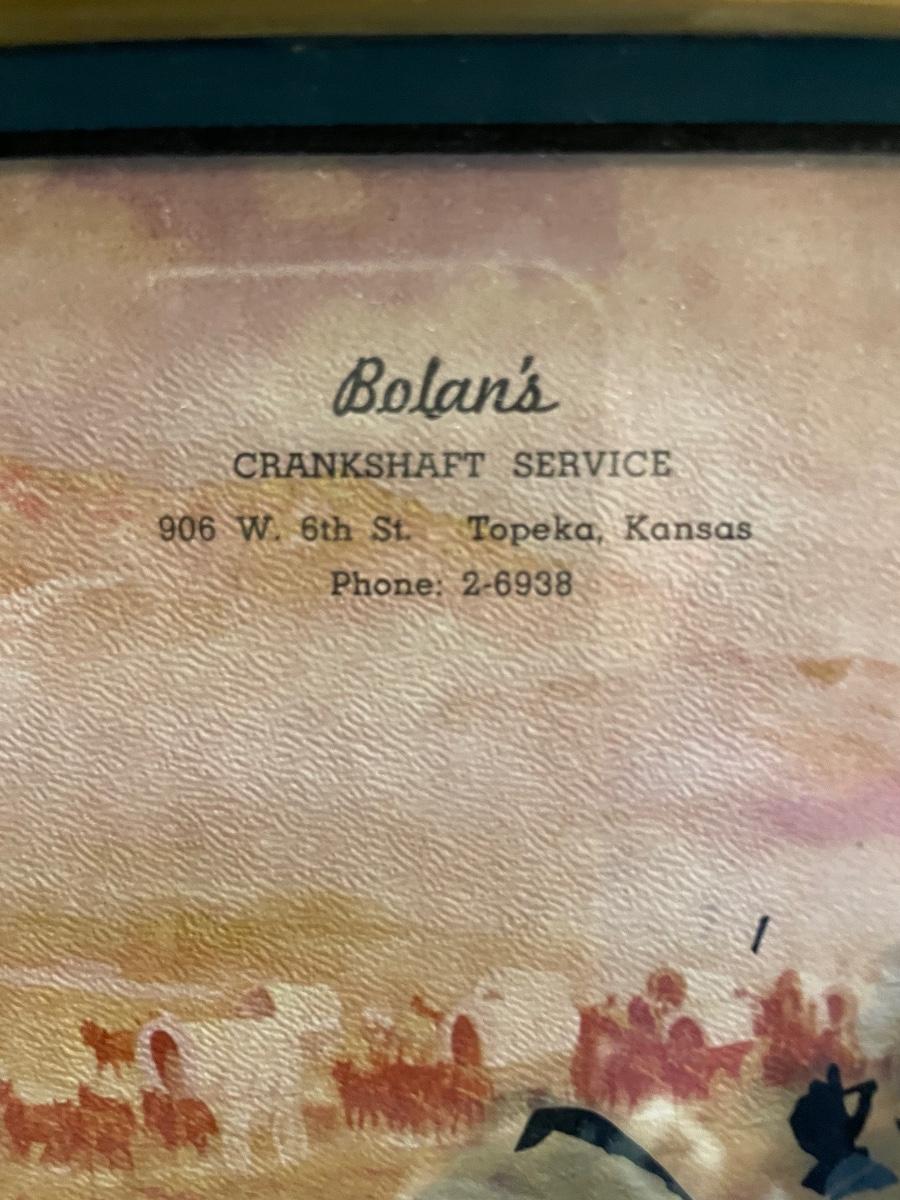 Bolan's
CRANKSHAFT SERVICE
906 W. 6th St. Topeka, Kansas
Phone: 2-6938